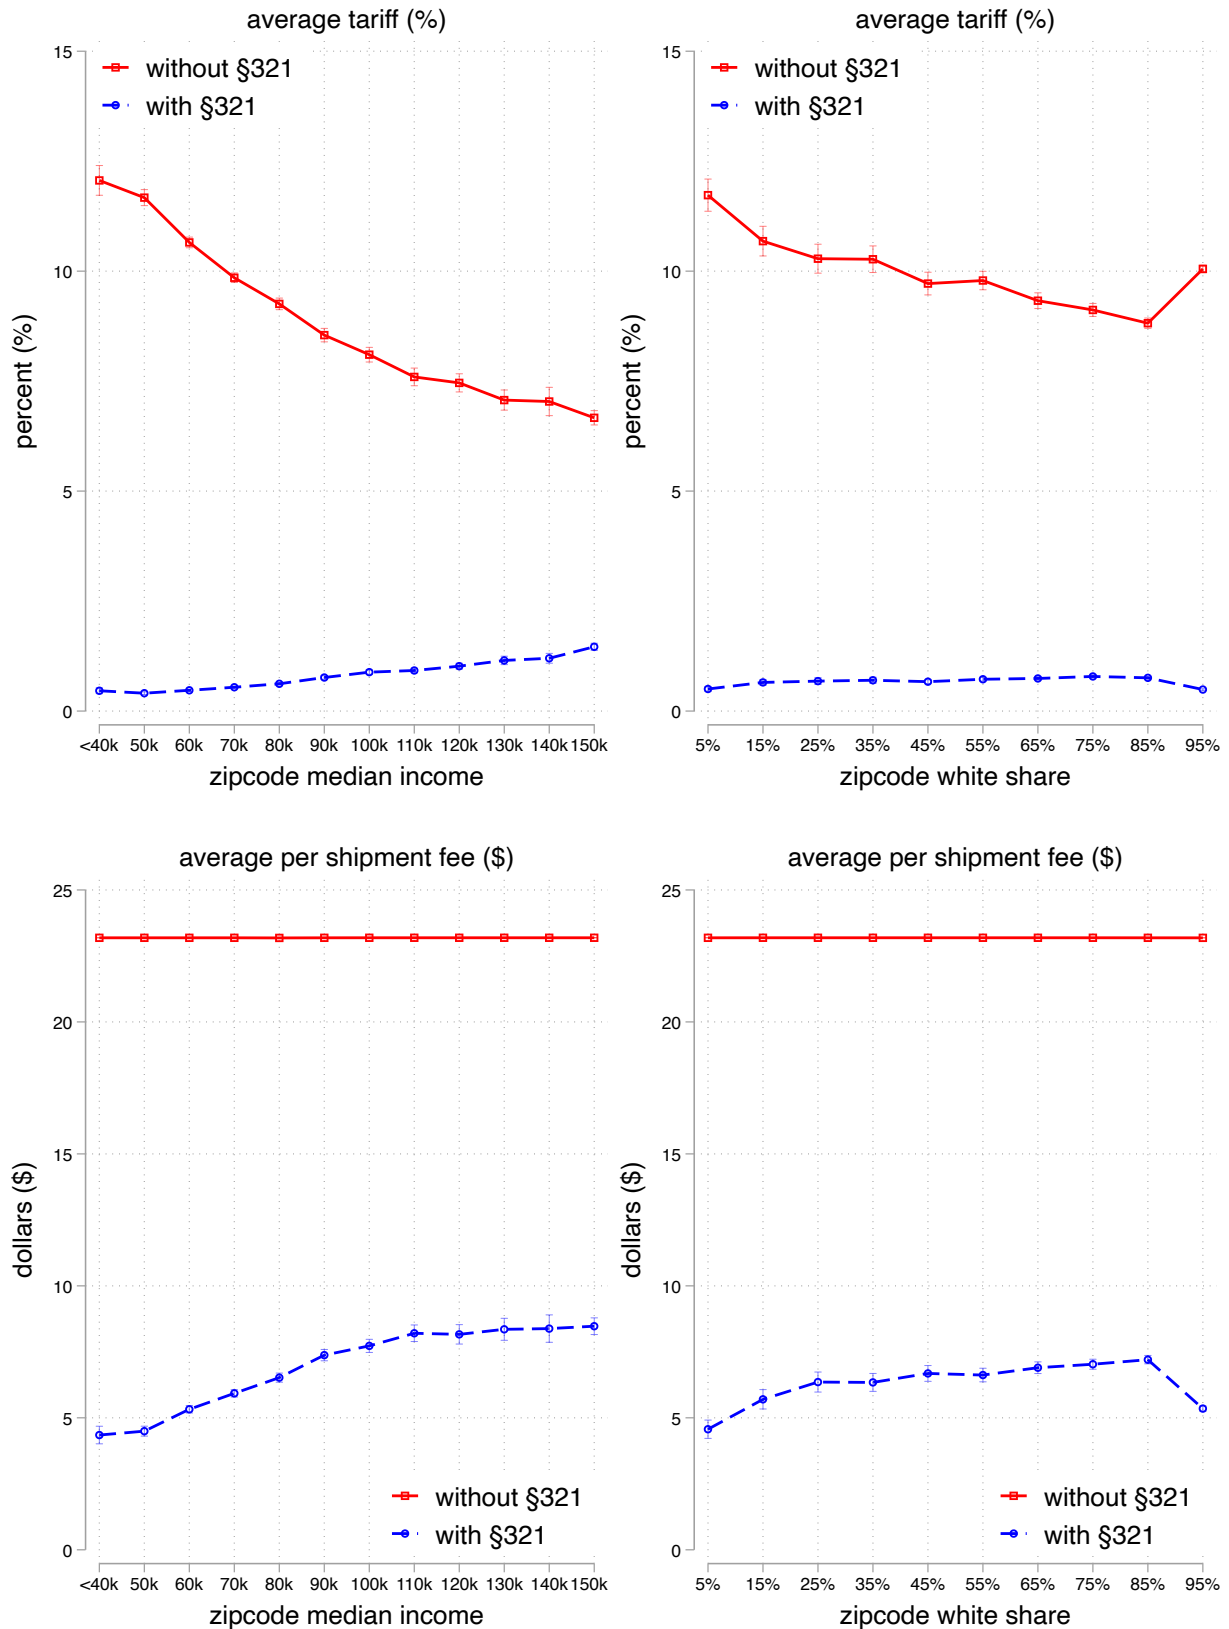 average tariff (%)
without §321
with §321
15
10
5
0
percent (%)
<40k 50k 60k 70k 80k 90k 100k 110k 120k 130k 140k 150k
zipcode median income
average tariff (%)
without §321
with §321
15
10
5
0
percent (%)
5% 15% 25% 35% 45% 55% 65% 75% 85% 95%
zipcode white share
average per shipment fee ($)
25
20
15
10
5
0
dollars ($)
without §321
with §321
<40k 50k 60k 70k 80k 90k 100k 110k 120k 130k 140k 150k
zipcode median income
average per shipment fee ($)
25
20
15
10
5
0
dollars ($)
without §321
with §321
5% 15% 25% 35% 45% 55% 65% 75% 85% 95%
zipcode white share